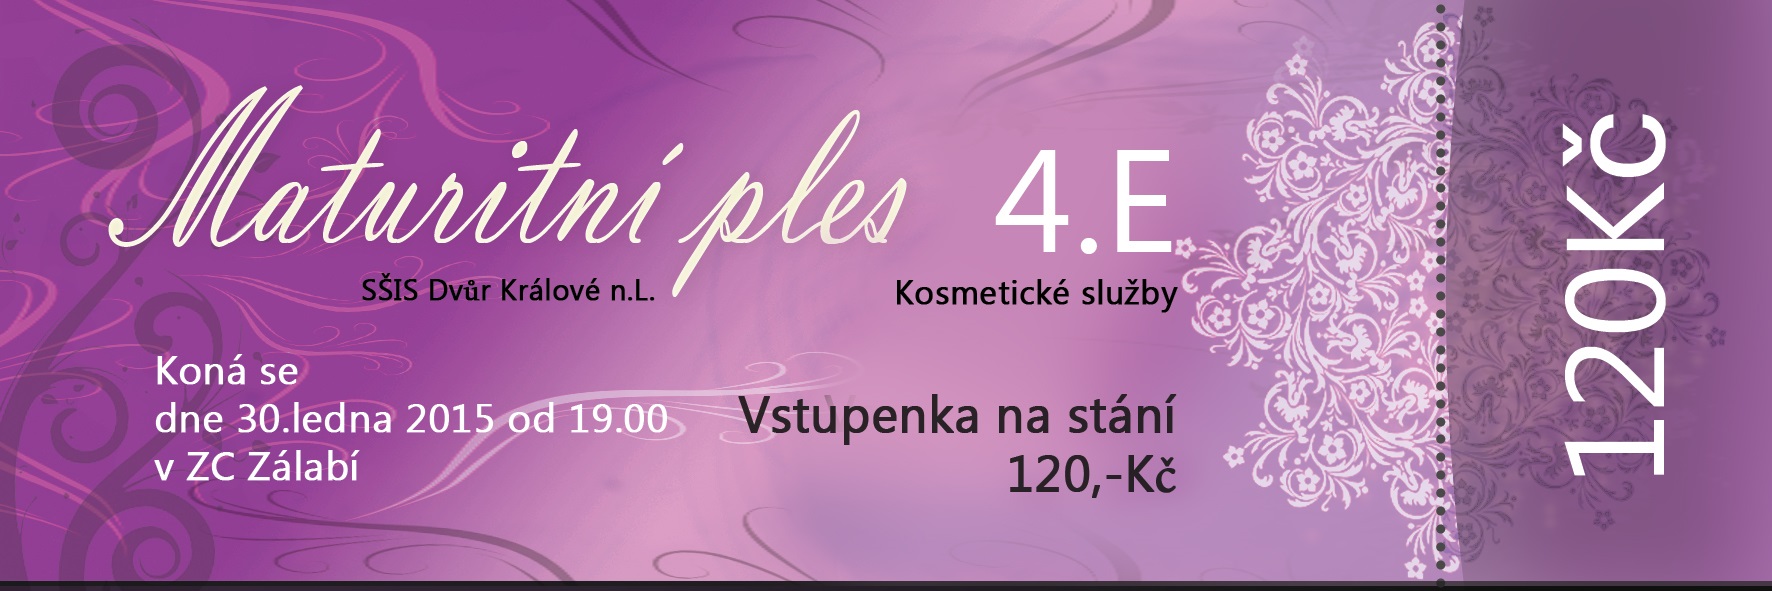 Maturitní ples 4.E
SŠIS Dvůr Králové n.L.
Kosmetické služby
Koná se
dne 30.ledna 2015 od 19.00
v ZC Zálabí
Vstupenka na stání
120,-Kč
120Kč